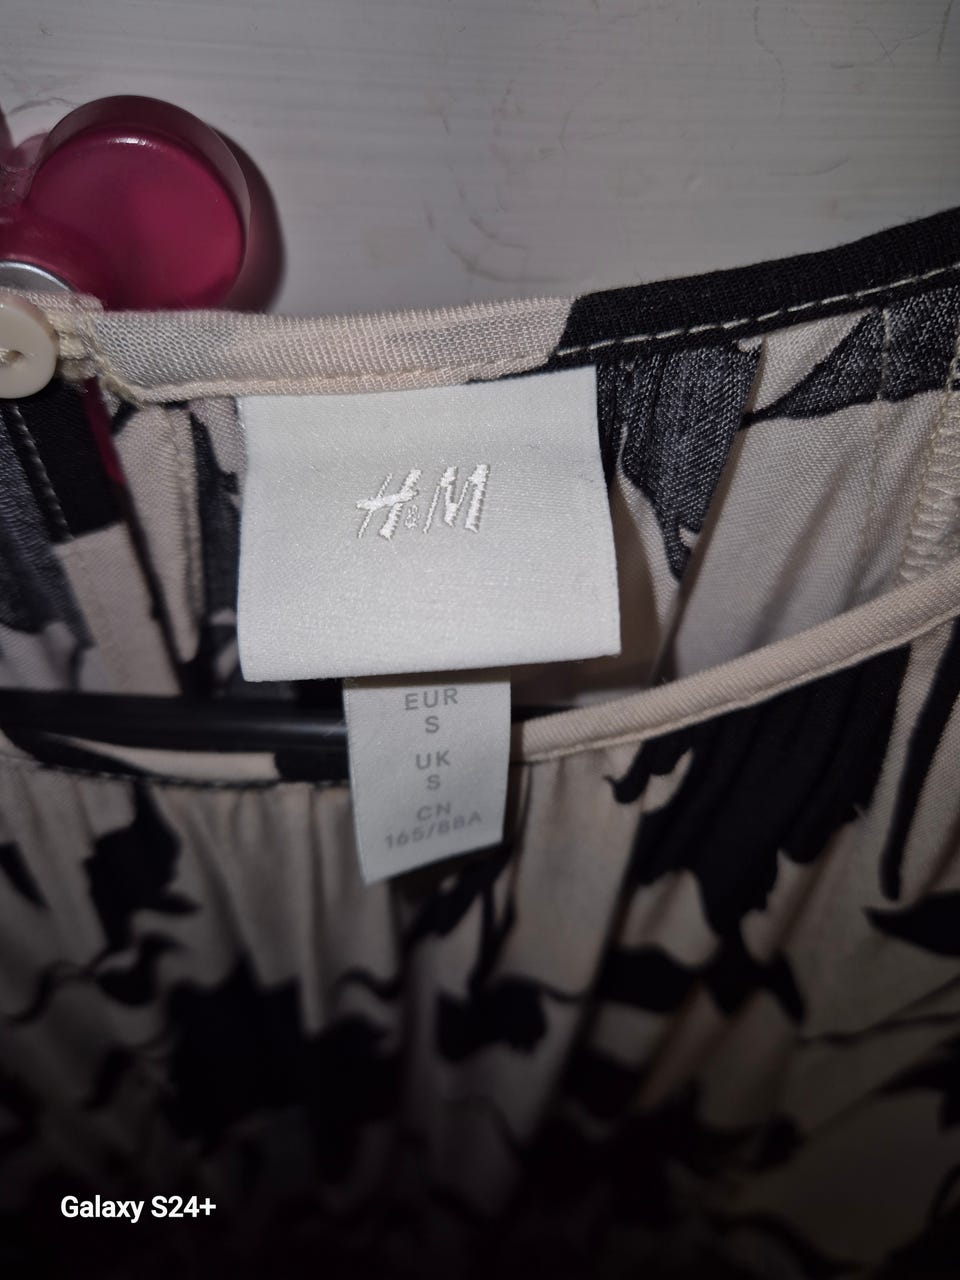 H&M
EUR
S
UK
S
CN
165/88A
Galaxy S24+